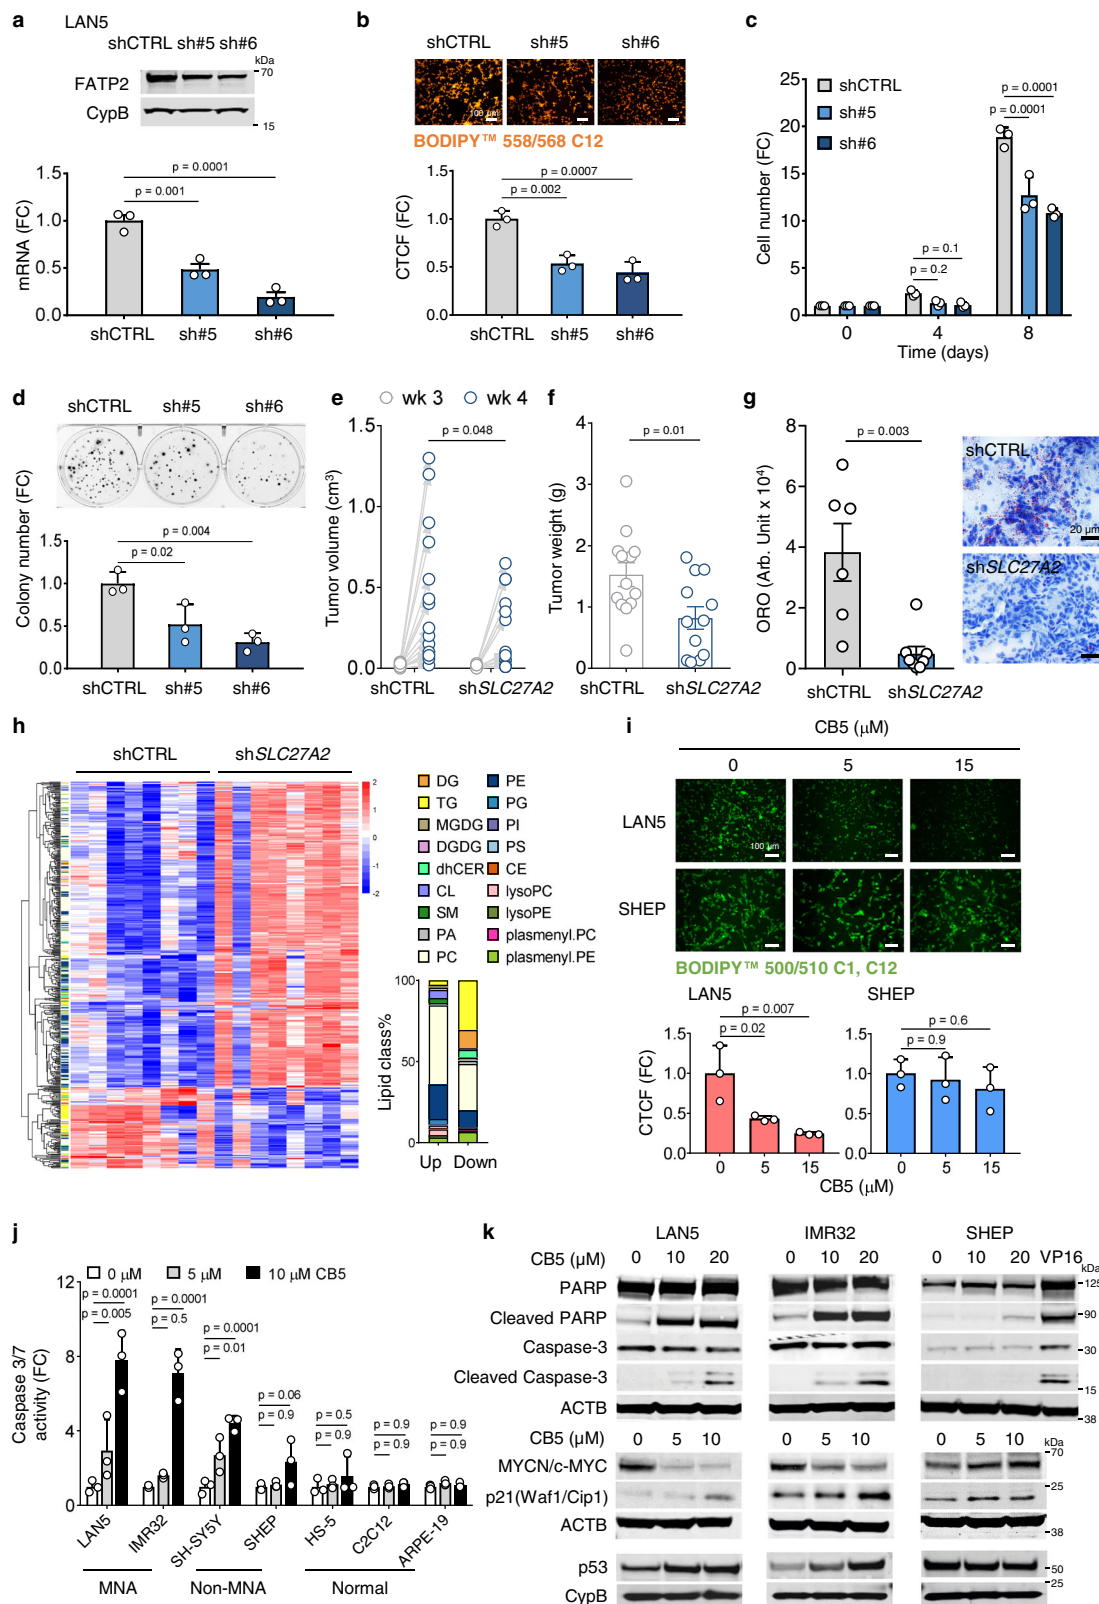 a
LAN5
shCTRL sh#5 sh#6
kDa
FATP2
70
CypB
15
mRNA (FC)
1.5
1.0
0.5
0.0
p = 0.0001
p = 0.001
shCTRL sh#5 sh#6
b
shCTRL sh#5 sh#6
100 µm
BODIPY™ 558/568 C12
CTCF (FC)
1.5
1.0
0.5
0.0
p = 0.0007
p = 0.002
shCTRL sh#5 sh#6
c
shCTRL
sh#5
sh#6
Cell number (FC)
25
20
15
10
5
0
p = 0.0001
p = 0.0001
p = 0.1
p = 0.2
0 4 8
Time (days)
d
shCTRL sh#5 sh#6
Colony number (FC)
1.5
1.0
0.5
0.0
p = 0.004
p = 0.02
shCTRL sh#5 sh#6
e
wk 3 wk 4
Tumor volume (cm³)
1.5
1.0
0.5
0.0
p = 0.048
shCTRL shSLC27A2
f
Tumor weight (g)
4
3
2
1
0
p = 0.01
shCTRL shSLC27A2
g
ORO (Arb. Unit x 10⁴)
8
6
4
2
0
p = 0.003
shCTRL shSLC27A2
shCTRL
20 µm
shSLC27A2
h
shCTRL shSLC27A2
2
1
0
-1
-2
DG PE
TG PG
MGDG PI
DGDG PS
dhCER CE
CL lysoPC
SM lysoPE
PA plasmenyl.PC
PC plasmenyl.PE
Lipid class%
100
50
0
Up Down
i
CB5 (µM)
0 5 15
LAN5
100 µm
SHEP
BODIPY™ 500/510 C1, C12
LAN5 SHEP
CTCF (FC)
1.5
1.0
0.5
0.0
p = 0.007
p = 0.02
0 5 15
1.5
1.0
0.5
0.0
p = 0.6
p = 0.9
0 5 15
CB5 (µM)
j
0 µM 5 µM 10 µM CB5
Caspase 3/7
activity (FC)
12
8
4
0
p = 0.0001
p = 0.005
p = 0.0001
p = 0.5
p = 0.0001
p = 0.01
p = 0.06
p = 0.9
p = 0.5
p = 0.9
p = 0.9
p = 0.9
p = 0.9
p = 0.9
LAN5 IMR32 SH-SY5Y SHEP HS-5 C2C12 ARPE-19
MNA Non-MNA Normal
k
LAN5 IMR32 SHEP
CB5 (µM) 0 10 20 0 10 20 0 10 20 VP16
kDa
PARP
125
Cleaved PARP
90
Caspase-3
30
Cleaved Caspase-3
15
ACTB
38
CB5 (µM) 0 5 10 0 5 10 0 5 10
kDa
MYCN/c-MYC
70
p21(Waf1/Cip1)
25
ACTB
38
p53
50
25
CypB